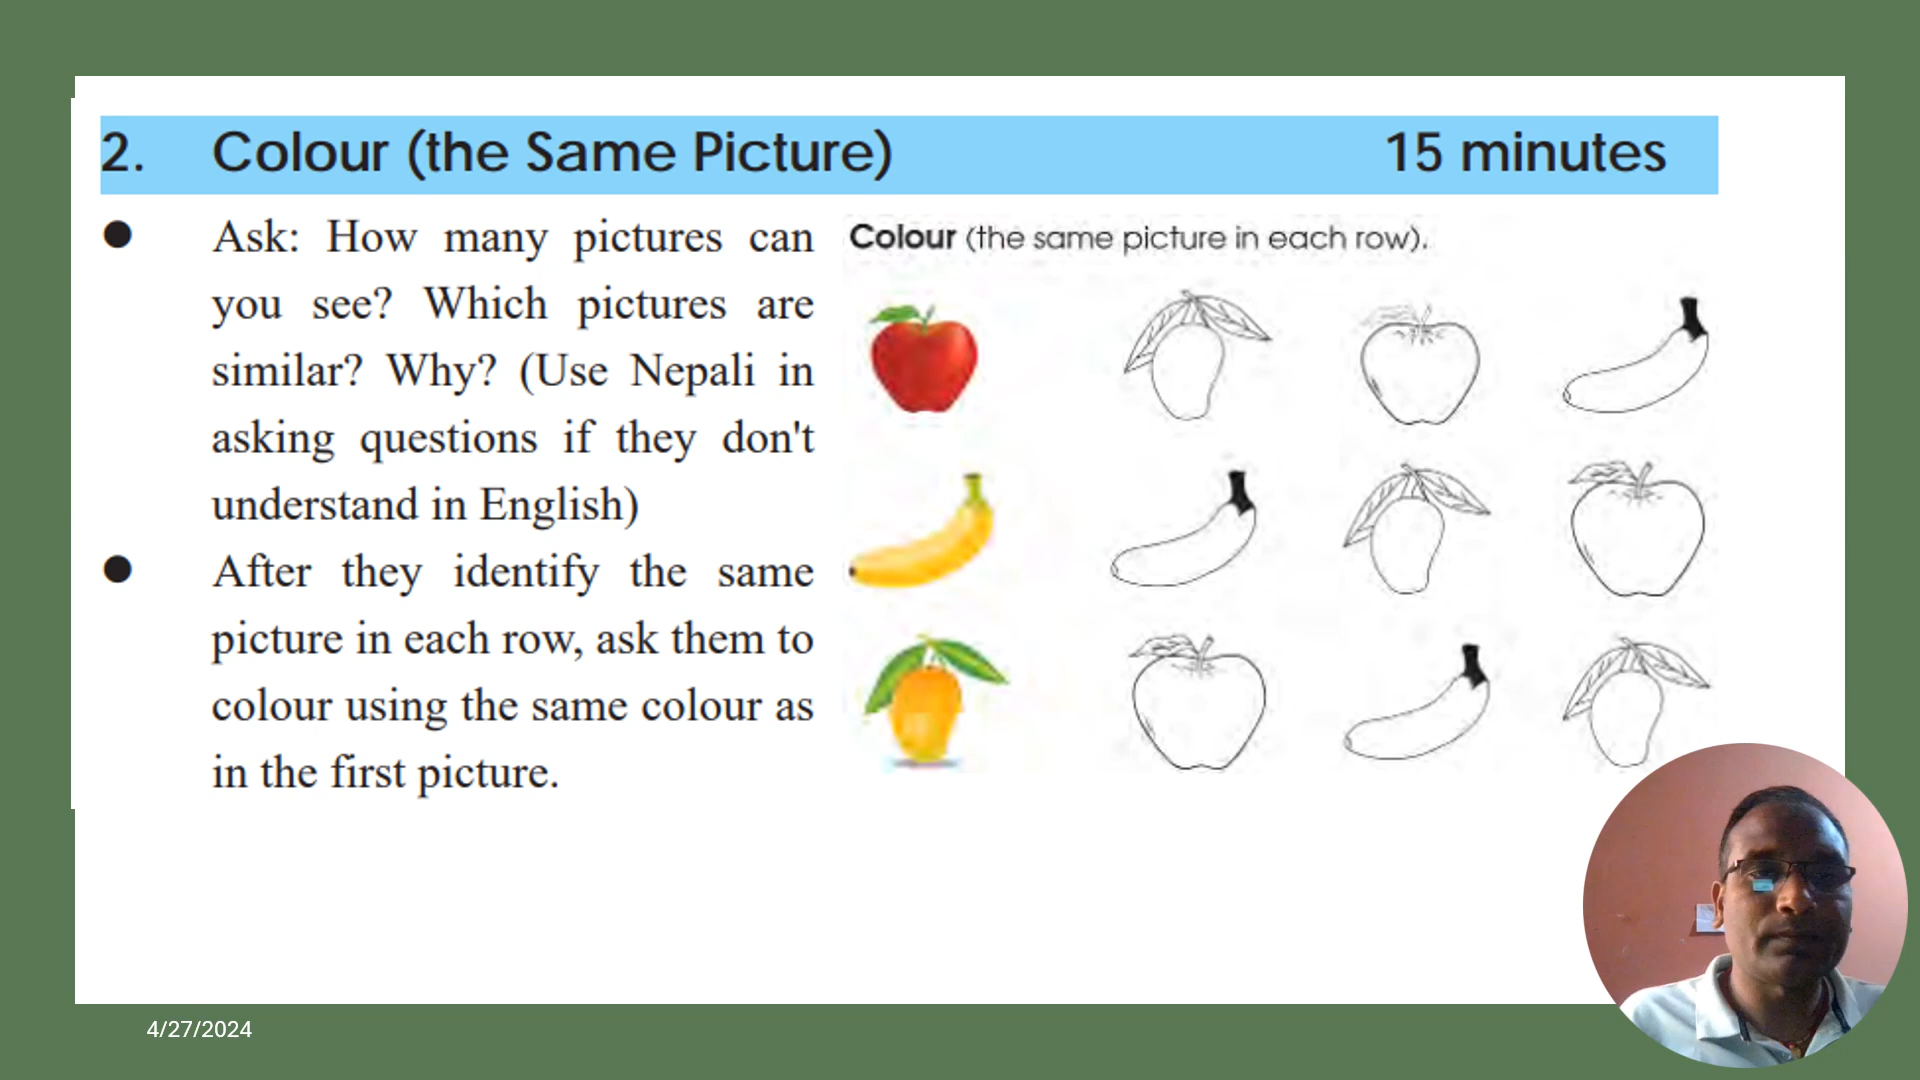 2. Colour (the Same Picture) 15 minutes
● Ask: How many pictures can
you see? Which pictures are
similar? Why? (Use Nepali in
asking questions if they don't
understand in English)
● After they identify the same
picture in each row, ask them to
colour using the same colour as
in the first picture.
Colour (the same picture in each row).
4/27/2024